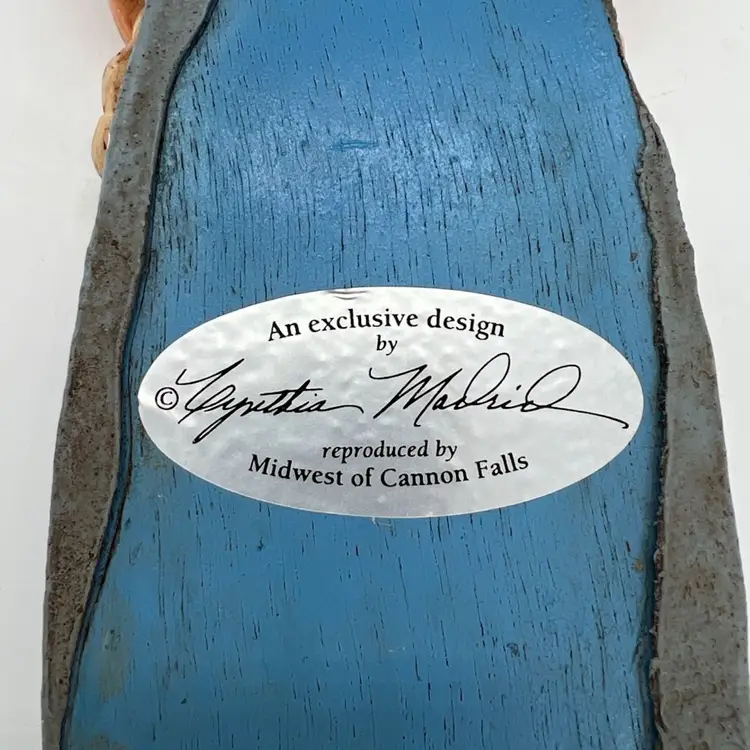 An exclusive design
by
© Cynthia Madrid
reproduced by
Midwest of Cannon Falls